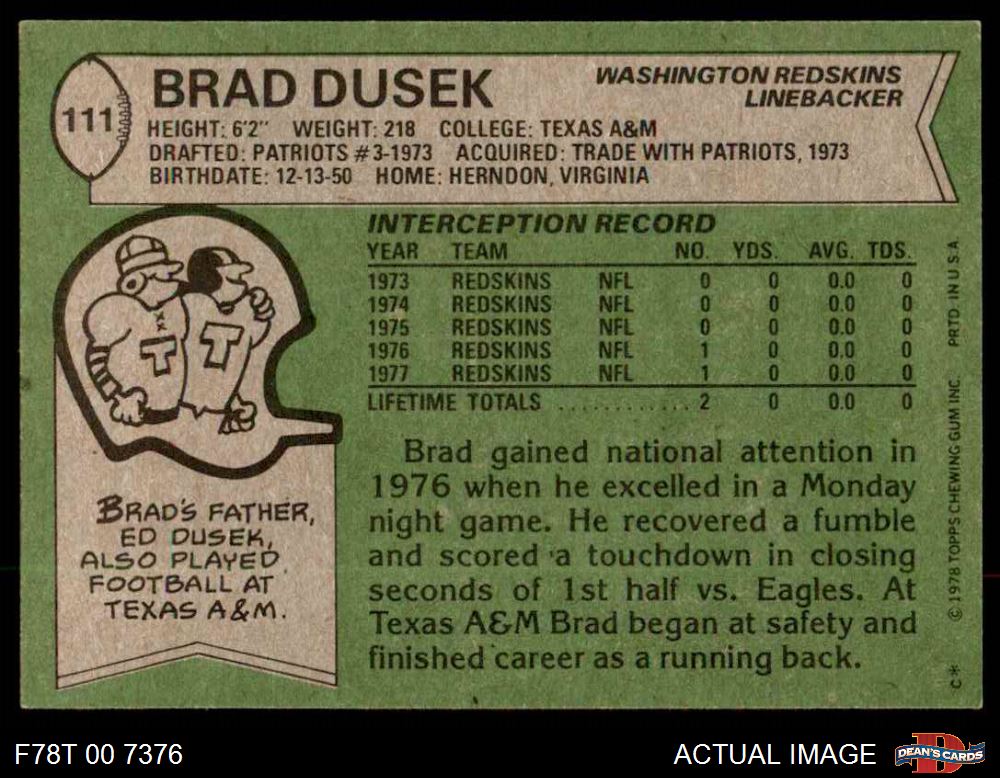 111
BRAD DUSEK
WASHINGTON REDSKINS
LINEBACKER
HEIGHT: 6'2" WEIGHT: 218 COLLEGE: TEXAS A&M
DRAFTED: PATRIOTS #3-1973 ACQUIRED: TRADE WITH PATRIOTS, 1973
BIRTHDATE: 12-13-50 HOME: HERNDON, VIRGINIA
INTERCEPTION RECORD
YEAR TEAM NO. YDS. AVG. TDS.
1973 REDSKINS NFL 0 0 0.0 0
1974 REDSKINS NFL 0 0 0.0 0
1975 REDSKINS NFL 0 0 0.0 0
1976 REDSKINS NFL 1 0 0.0 0
1977 REDSKINS NFL 1 0 0.0 0
LIFETIME TOTALS ............ 2 0 0.0 0
T T
BRAD'S FATHER,
ED DUSEK,
ALSO PLAYED
FOOTBALL AT
TEXAS A&M.
Brad gained national attention in
1976 when he excelled in a Monday
night game. He recovered a fumble
and scored a touchdown in closing
seconds of 1st half vs. Eagles. At
Texas A&M Brad began at safety and
finished career as a running back.
C* © 1978 TOPPS CHEWING GUM INC. PRTD. IN U.S.A.
F78T 00 7376
ACTUAL IMAGE
D
DEAN'S CARDS